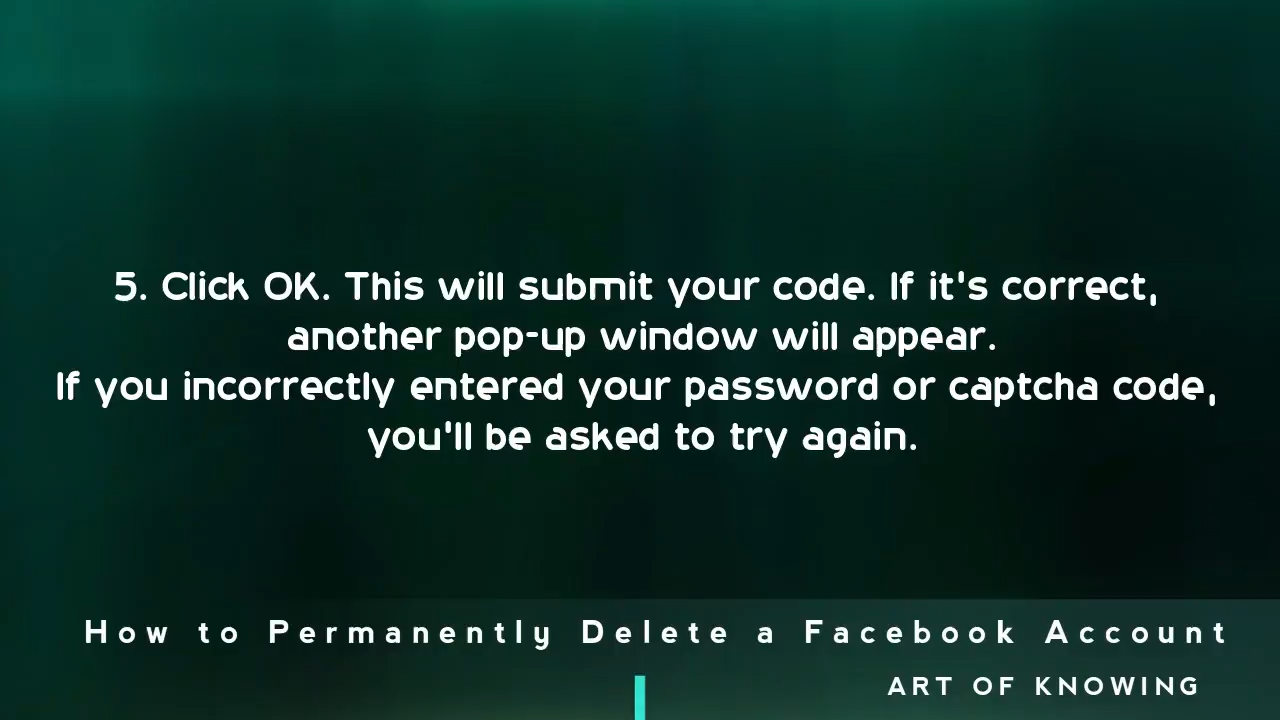 5. Click OK. This will submit your code. If it's correct,
another pop-up window will appear.
If you incorrectly entered your password or captcha code,
you'll be asked to try again.
How to Permanently Delete a Facebook Account
ART OF KNOWING